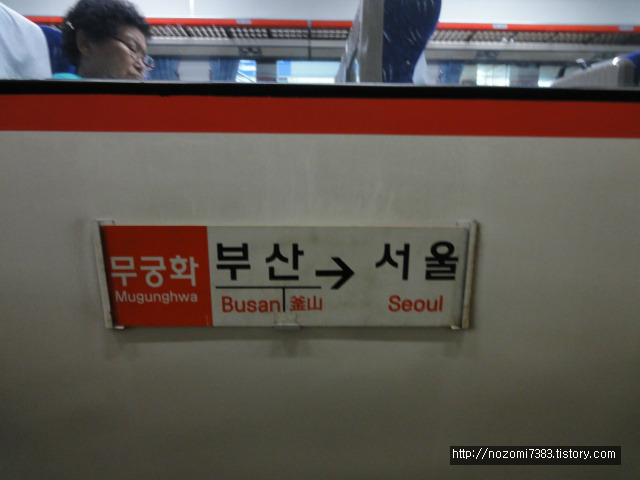 무궁화
Mugunghwa
부산 → 서울
Busan 釜山 Seoul
http://nozomi7383.tistory.com